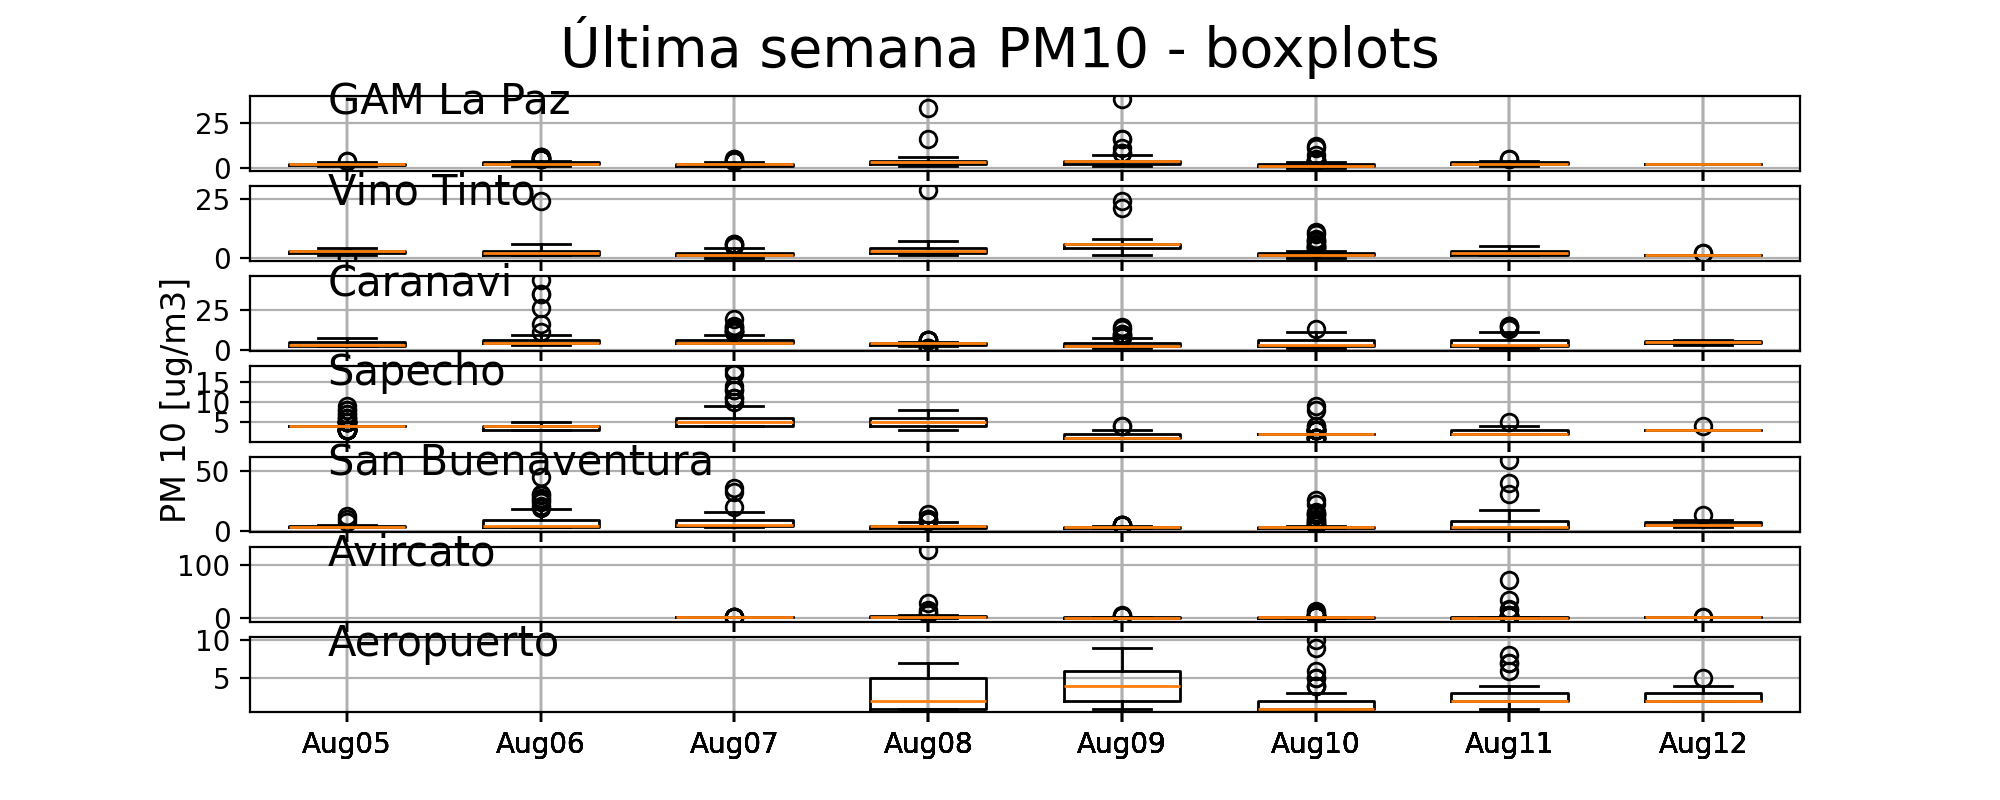 Última semana PM10 - boxplots
GAM La Paz
25
0
Vino Tinto
25
0
Caranavi
25
0
PM 10 [ug/m3]
Sapecho
15
10
5
San Buenaventura
50
0
Avircato
100
0
Aeropuerto
10
5
Aug05 Aug06 Aug07 Aug08 Aug09 Aug10 Aug11 Aug12